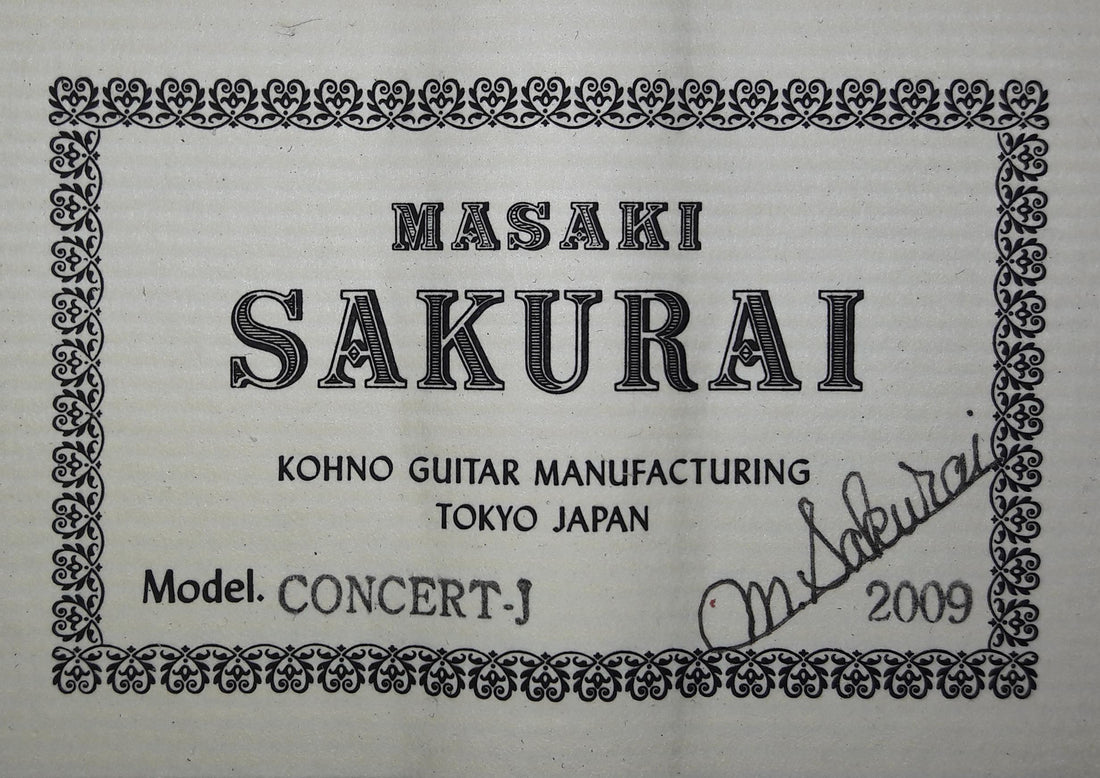 MASAKI
SAKURAI
KOHNO GUITAR MANUFACTURING
TOKYO JAPAN
M. Sakurai
Model. CONCERT-J 2009